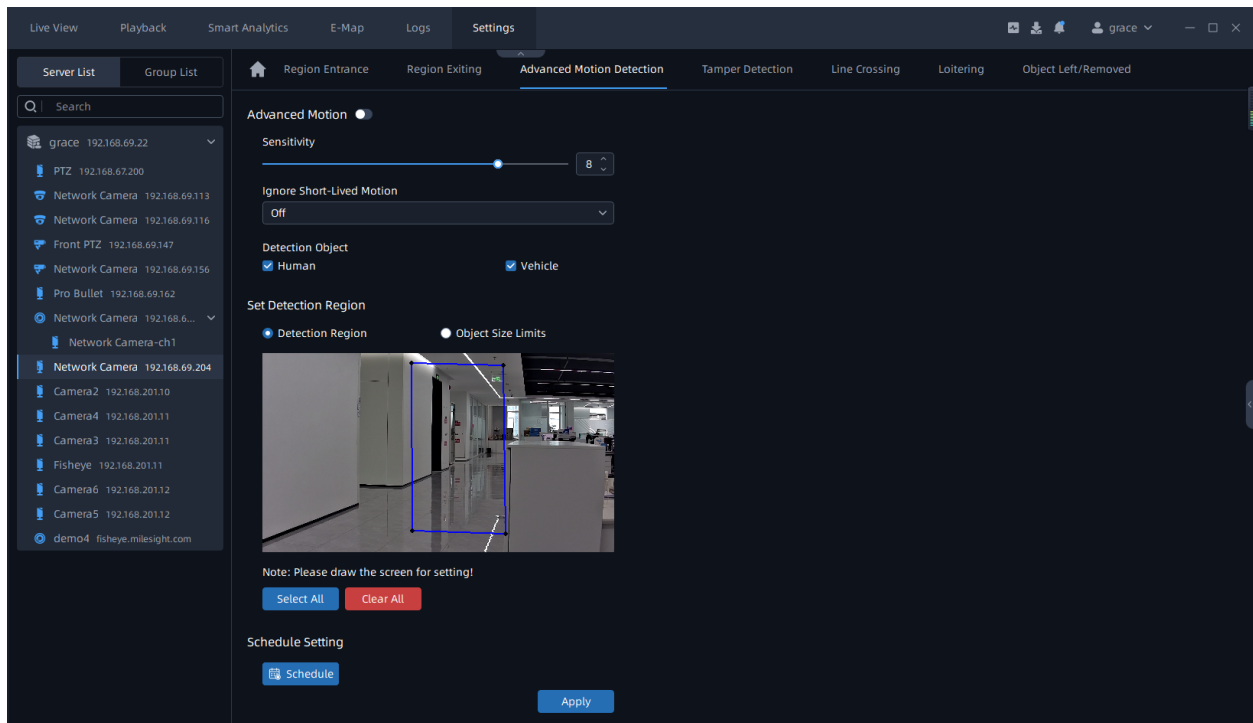 Live View Playback Smart Analytics E-Map Logs Settings grace
Server List Group List
Search
grace 192.168.69.22
PTZ 192.168.67.200
Network Camera 192.168.69.113
Network Camera 192.168.69.116
Front PTZ 192.168.69.147
Network Camera 192.168.69.156
Pro Bullet 192.168.69.162
Network Camera 192.168.6...
Network Camera-ch1
Network Camera 192.168.69.204
Camera2 192.168.201.10
Camera4 192.168.201.11
Camera3 192.168.201.11
Fisheye 192.168.201.11
Camera6 192.168.201.12
Camera5 192.168.201.12
demo4 fisheye.milesight.com
Region Entrance Region Exiting Advanced Motion Detection Tamper Detection Line Crossing Loitering Object Left/Removed
Advanced Motion
Sensitivity
8
Ignore Short-Lived Motion
Off
Detection Object
Human Vehicle
Set Detection Region
Detection Region Object Size Limits
Note: Please draw the screen for setting!
Select All Clear All
Schedule Setting
Schedule
Apply